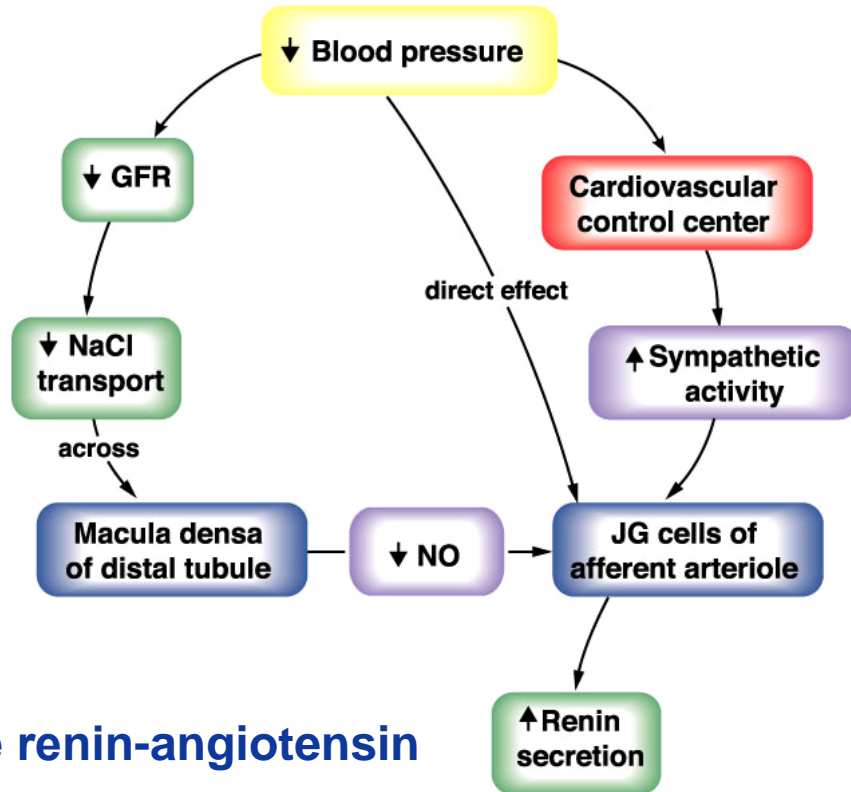 ↓ Blood pressure
↓ GFR
Cardiovascular
control center
direct effect
↓ NaCl
transport
↑ Sympathetic
activity
across
Macula densa
of distal tubule
↓ NO
JG cells of
afferent arteriole
↑ Renin
secretion
renin-angiotensin